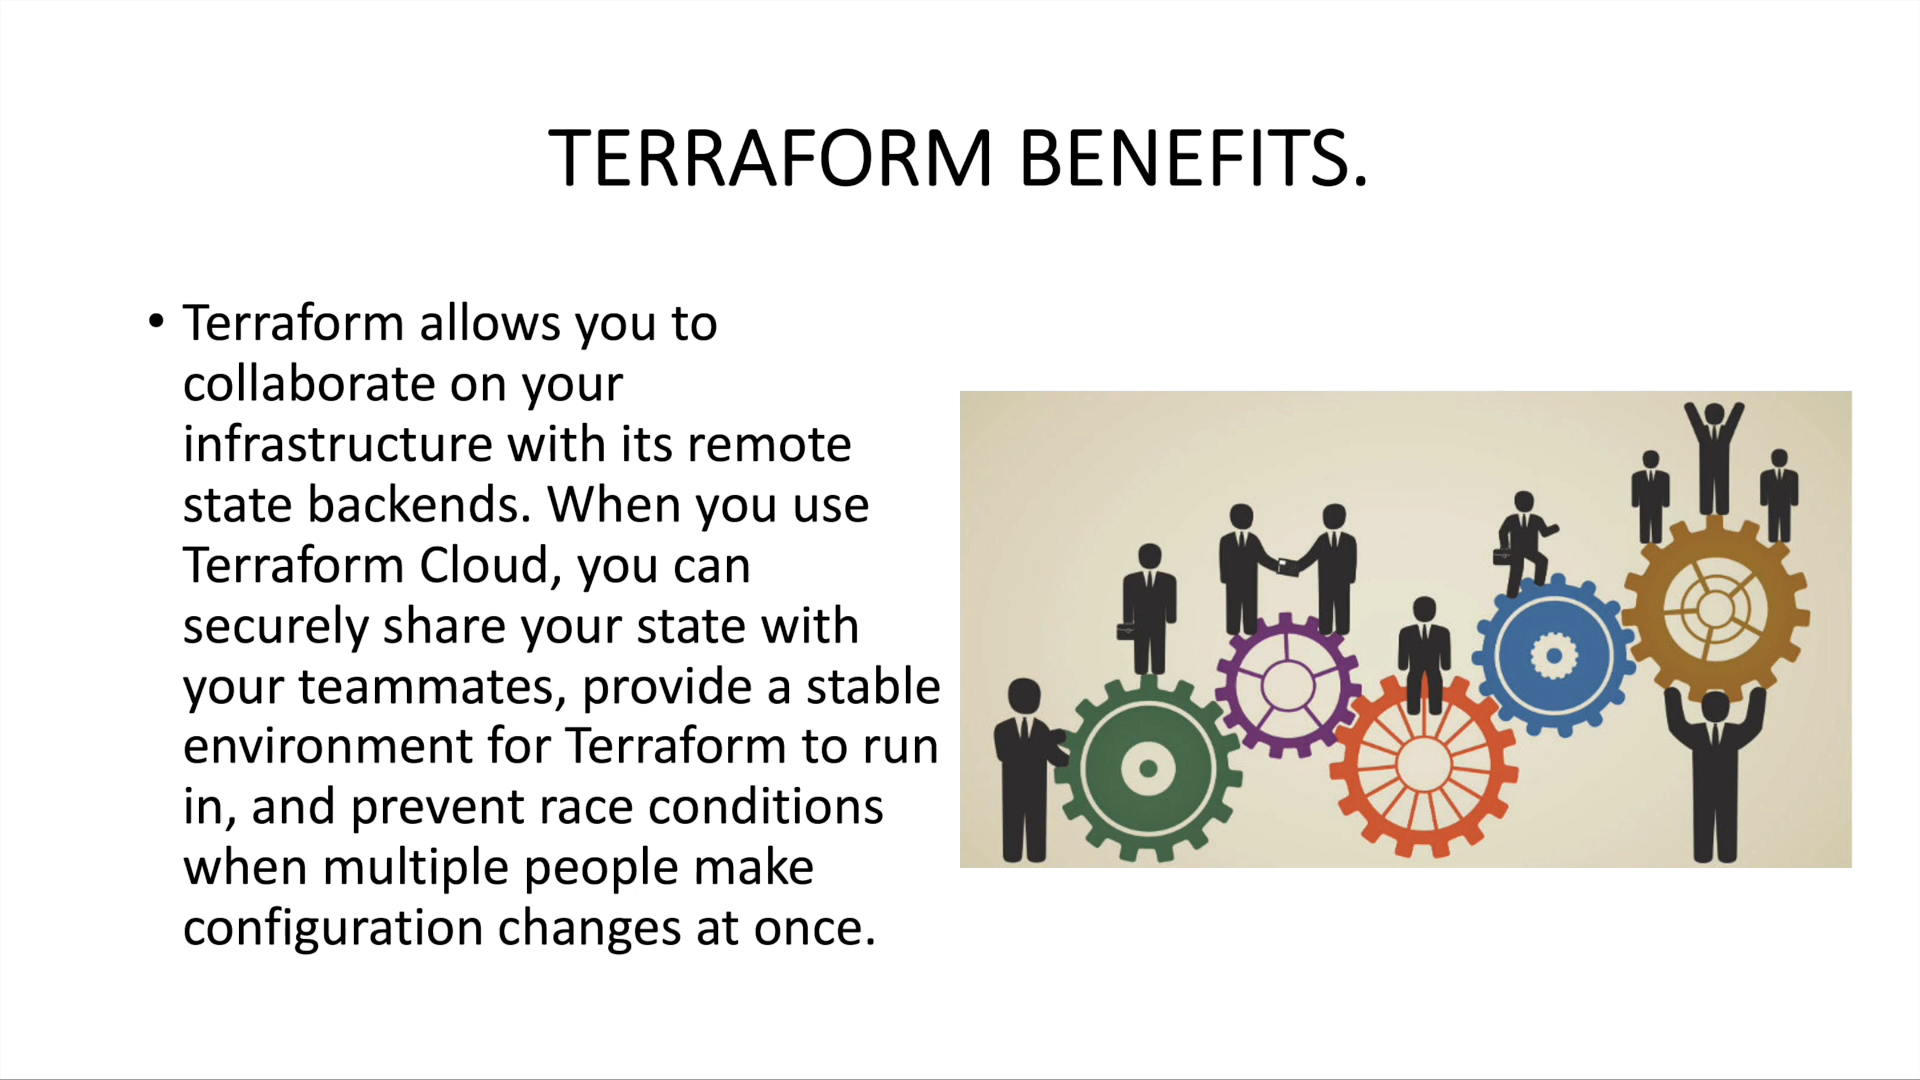 TERRAFORM BENEFITS.
• Terraform allows you to
collaborate on your
infrastructure with its remote
state backends. When you use
Terraform Cloud, you can
securely share your state with
your teammates, provide a stable
environment for Terraform to run
in, and prevent race conditions
when multiple people make
configuration changes at once.